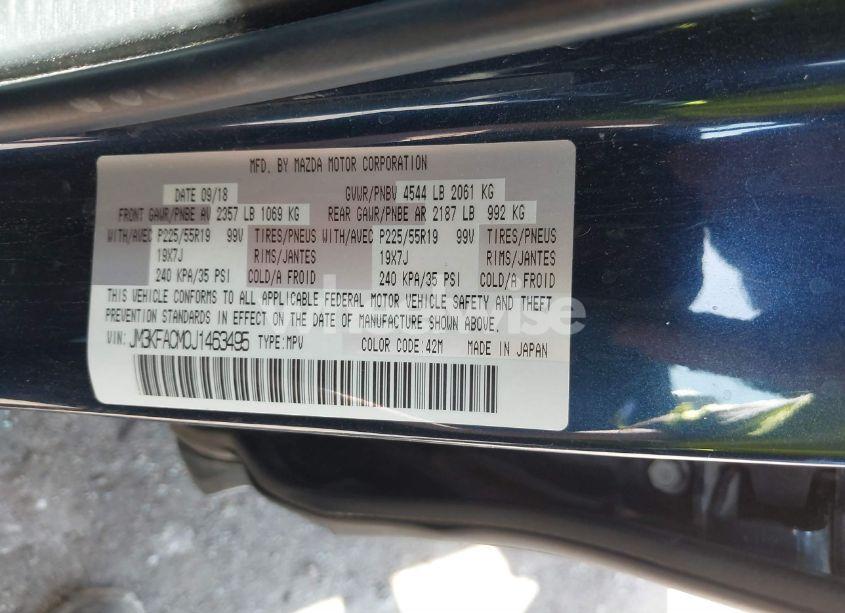 MFD. BY MAZDA MOTOR CORPORATION
DATE 09/18 GVWR/PNBV 4544 LB 2061 KG
FRONT GAWR/PNBE AV 2357 LB 1069 KG REAR GAWR/PNBE AR 2187 LB 992 KG
WITH/AVEC P225/55R19 99V TIRES/PNEUS WITH/AVEC P225/55R19 99V TIRES/PNEUS
19X7J RIMS/JANTES 19X7J RIMS/JANTES
240 KPA/35 PSI COLD/A FROID 240 KPA/35 PSI COLD/A FROID
THIS VEHICLE CONFORMS TO ALL APPLICABLE FEDERAL MOTOR VEHICLE SAFETY AND THEFT
PREVENTION STANDARDS IN EFFECT ON THE DATE OF MANUFACTURE SHOWN ABOVE.
VIN: JM3KFACM0J1463495 TYPE:MPV COLOR CODE:42M MADE IN JAPAN